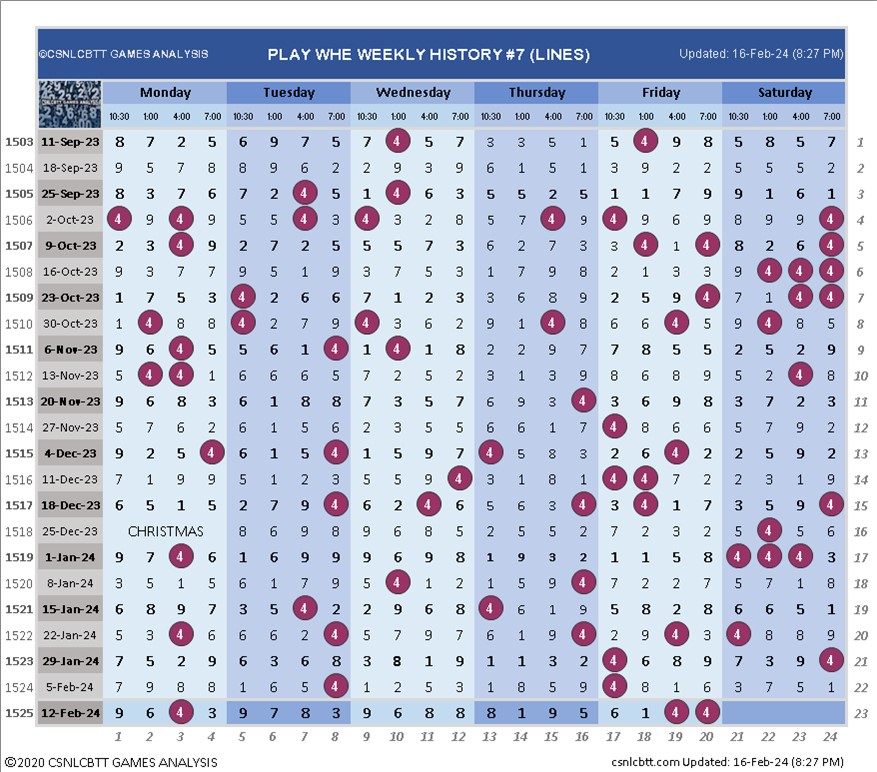 ©CSNLCBTT GAMES ANALYSIS PLAY WHE WEEKLY HISTORY #7 (LINES) Updated: 16-Feb-24 (8:27 PM)
Monday Tuesday Wednesday Thursday Friday Saturday
10:30 1:00 4:00 7:00 10:30 1:00 4:00 7:00 10:30 1:00 4:00 7:00 10:30 1:00 4:00 7:00 10:30 1:00 4:00 7:00 10:30 1:00 4:00 7:00
1503 11-Sep-23 8 7 2 5 6 9 7 5 7 4 5 7 3 3 5 1 5 4 9 8 5 8 5 7 1
1504 18-Sep-23 9 5 7 8 8 9 6 2 2 9 3 9 6 1 5 1 3 9 2 2 5 5 9 2 2
1505 25-Sep-23 8 3 7 6 7 2 4 5 1 4 6 3 5 5 2 5 1 1 7 9 9 1 6 1 3
1506 2-Oct-23 4 9 4 9 5 5 4 3 4 3 2 8 5 7 4 9 4 9 6 9 8 9 9 4 4
1507 9-Oct-23 2 3 4 9 2 7 2 5 5 5 7 3 6 2 7 3 3 4 1 4 8 2 6 4 5
1508 16-Oct-23 9 3 7 7 9 5 1 9 3 7 5 3 1 7 9 8 2 1 3 3 9 4 4 4 6
1509 23-Oct-23 1 7 5 3 4 2 6 6 7 1 2 3 3 6 8 9 2 5 9 4 7 1 4 4 7
1510 30-Oct-23 1 4 8 8 4 2 7 9 4 3 6 2 9 1 4 8 6 6 4 5 9 4 8 5 8
1511 6-Nov-23 9 6 4 5 5 6 1 4 1 4 1 8 2 2 9 7 7 8 5 5 2 5 2 9 9
1512 13-Nov-23 5 4 4 1 6 6 6 5 7 2 5 2 3 1 3 9 8 6 8 9 5 2 4 8 10
1513 20-Nov-23 9 6 8 3 6 1 8 8 7 3 5 7 6 9 3 4 3 6 9 8 3 7 2 3 11
1514 27-Nov-23 5 7 6 2 6 1 5 6 2 3 5 5 6 6 1 7 4 8 6 6 5 7 9 2 12
1515 4-Dec-23 9 2 5 4 6 1 5 4 1 5 9 7 4 5 8 3 2 6 4 2 2 5 9 2 13
1516 11-Dec-23 7 1 9 9 5 1 2 3 5 5 9 4 3 1 8 1 4 4 7 2 2 3 1 9 14
1517 18-Dec-23 6 5 1 5 2 7 9 4 6 2 4 6 5 6 3 4 3 4 1 7 3 5 9 4 15
1518 25-Dec-23 CHRISTMAS 8 6 9 8 9 6 8 5 2 5 5 2 7 2 3 2 5 4 5 6 16
1519 1-Jan-24 9 7 4 6 1 6 9 9 9 6 9 8 1 9 3 2 1 1 5 8 4 4 4 3 17
1520 8-Jan-24 3 5 1 5 6 1 7 9 5 4 1 2 1 5 9 4 7 2 2 7 5 7 1 8 18
1521 15-Jan-24 6 8 9 7 3 5 4 2 2 9 6 8 4 6 1 9 5 8 2 8 6 6 5 1 19
1522 22-Jan-24 5 3 4 6 6 6 2 4 5 7 9 7 6 1 9 4 2 9 4 3 4 8 8 9 20
1523 29-Jan-24 7 5 2 9 6 3 6 8 3 8 1 9 1 1 3 2 4 6 8 9 7 3 9 4 21
1524 5-Feb-24 7 9 8 8 1 6 5 4 1 2 5 3 1 8 5 9 4 8 1 6 3 7 5 1 22
1525 12-Feb-24 9 6 4 3 9 7 8 3 9 6 8 8 8 1 9 5 6 1 4 4 23
1 2 3 4 5 6 7 8 9 10 11 12 13 14 15 16 17 18 19 20 21 22 23 24
©2020 CSNLCBTT GAMES ANALYSIS csnlcbtt.com Updated: 16-Feb-24 (8:27 PM)